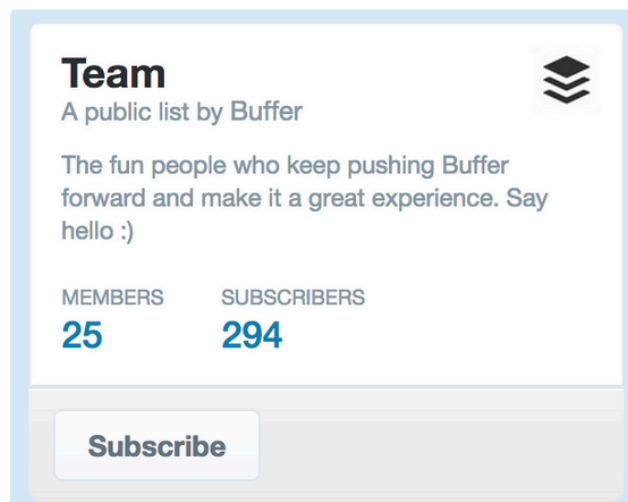 Team
A public list by Buffer
The fun people who keep pushing Buffer
forward and make it a great experience. Say
hello :)
MEMBERS SUBSCRIBERS
25 294
Subscribe